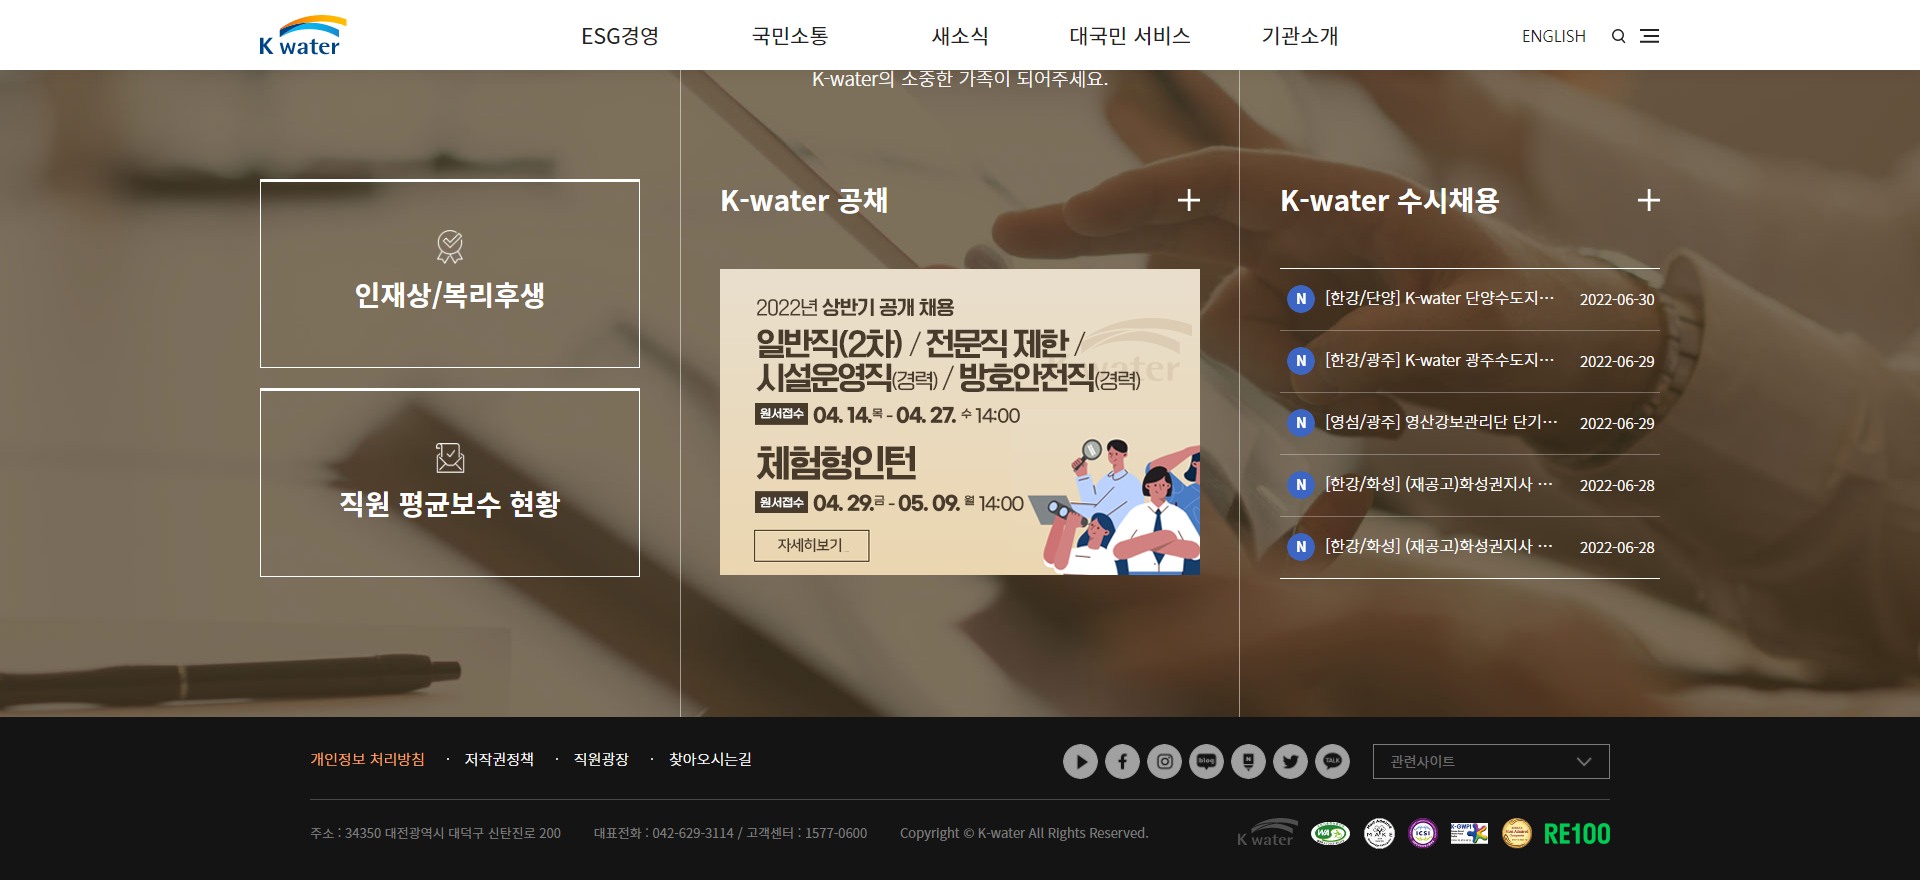 K water
ESG경영
국민소통
새소식
대국민 서비스
기관소개
ENGLISH
K-water의 소중한 가족이 되어주세요.
인재상/복리후생
직원 평균보수 현황
K-water 공채
2022년 상반기 공개 채용
일반직(2차) / 전문직 제한 /
시설운영직(경력) / 방호안전직(경력)
원서접수 04. 14.목 - 04. 27. 수 14:00
체험형인턴
원서접수 04. 29.금 - 05. 09. 월 14:00
자세히보기
K-water 수시채용
N [한강/단양] K-water 단양수도지… 2022-06-30
N [한강/광주] K-water 광주수도지… 2022-06-29
N [영섬/광주] 영산강보관리단 단기… 2022-06-29
N [한강/화성] (재공고)화성권지사 … 2022-06-28
N [한강/화성] (재공고)화성권지사 … 2022-06-28
개인정보 처리방침 · 저작권정책 · 직원광장 · 찾아오시는길
blog
N
TALK
관련사이트
주소 : 34350 대전광역시 대덕구 신탄진로 200
대표전화 : 042-629-3114 / 고객센터 : 1577-0600
Copyright © K-water All Rights Reserved.
K water
WA
MAKE
ICSI
K-GWPI
RE100